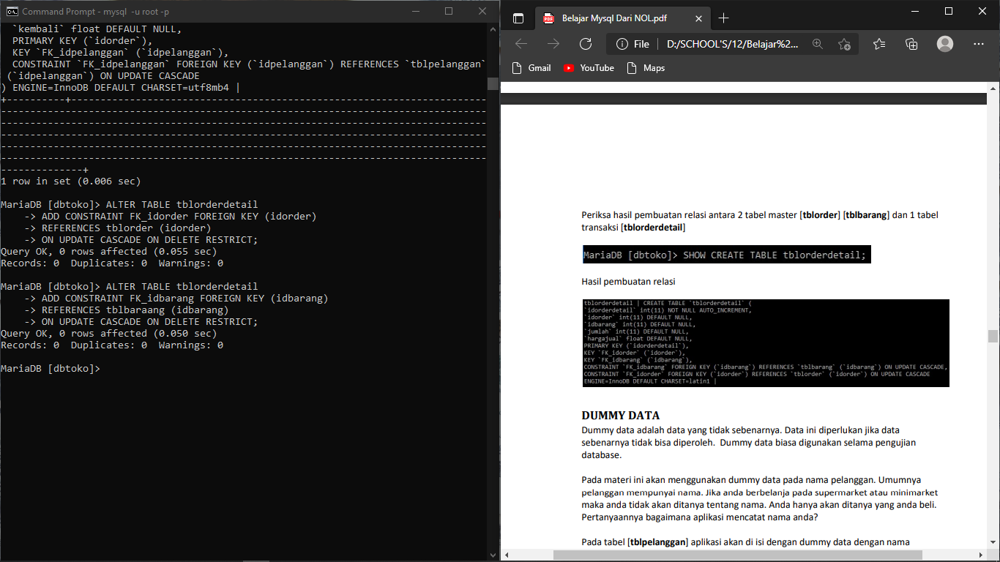 Command Prompt - mysql  -u root -p
  `kembali` float DEFAULT NULL,
  PRIMARY KEY (`idorder`),
  KEY `FK_idpelanggan` (`idpelanggan`),
  CONSTRAINT `FK_idpelanggan` FOREIGN KEY (`idpelanggan`) REFERENCES `tblpelanggan`
 (`idpelanggan`) ON UPDATE CASCADE
) ENGINE=InnoDB DEFAULT CHARSET=utf8mb4 |
+----------+-----------------------------------------------------------------------
-----------------------------------------------------------------------------------
-----------------------------------------------------------------------------------
-----------------------------------------------------------------------------------
-----------------------------------------------------------------------------------
-----------------------------------------------------------------------------------
--------------+
1 row in set (0.006 sec)
MariaDB [dbtoko]> ALTER TABLE tblorderdetail
    -> ADD CONSTRAINT FK_idorder FOREIGN KEY (idorder)
    -> REFERENCES tblorder (idorder)
    -> ON UPDATE CASCADE ON DELETE RESTRICT;
Query OK, 0 rows affected (0.055 sec)
Records: 0  Duplicates: 0  Warnings: 0
MariaDB [dbtoko]> ALTER TABLE tblorderdetail
    -> ADD CONSTRAINT FK_idbarang FOREIGN KEY (idbarang)
    -> REFERENCES tblbaraang (idbarang)
    -> ON UPDATE CASCADE ON DELETE RESTRICT;
Query OK, 0 rows affected (0.050 sec)
Records: 0  Duplicates: 0  Warnings: 0
MariaDB [dbtoko]>
PDF Belajar Mysql Dari NOL.pdf
File D:/SCHOOL'S/12/Belajar%2...
Gmail YouTube Maps
Periksa hasil pembuatan relasi antara 2 tabel master [tblorder] [tblbarang] dan 1 tabel
transaksi [tblorderdetail]
MariaDB [dbtoko]> SHOW CREATE TABLE tblorderdetail;
Hasil pembuatan relasi
tblorderdetail | CREATE TABLE `tblorderdetail` (
`idorderdetail` int(11) NOT NULL AUTO_INCREMENT,
`idorder` int(11) DEFAULT NULL,
`idbarang` int(11) DEFAULT NULL,
`jumlah` int(11) DEFAULT NULL,
`hargajual` float DEFAULT NULL,
PRIMARY KEY (`idorderdetail`),
KEY `FK_idorder` (`idorder`),
KEY `FK_idbarang` (`idbarang`),
CONSTRAINT `FK_idbarang` FOREIGN KEY (`idbarang`) REFERENCES `tblbarang` (`idbarang`) ON UPDATE CASCADE,
CONSTRAINT `FK_idorder` FOREIGN KEY (`idorder`) REFERENCES `tblorder` (`idorder`) ON UPDATE CASCADE
ENGINE=InnoDB DEFAULT CHARSET=latin1 |
DUMMY DATA
Dummy data adalah data yang tidak sebenarnya. Data ini diperlukan jika data
sebenarnya tidak bisa diperoleh.  Dummy data biasa digunakan selama pengujian
database.
Pada materi ini akan menggunakan dummy data pada nama pelanggan. Umumnya
pelanggan mempunyai nama. Jika anda berbelanja pada supermarket atau minimarket
maka anda tidak akan ditanya tentang nama. Anda hanya akan ditanya yang anda beli.
Pertanyaannya bagaimana aplikasi mencatat nama anda?
Pada tabel [tblpelanggan] aplikasi akan di isi dengan dummy data dengan nama